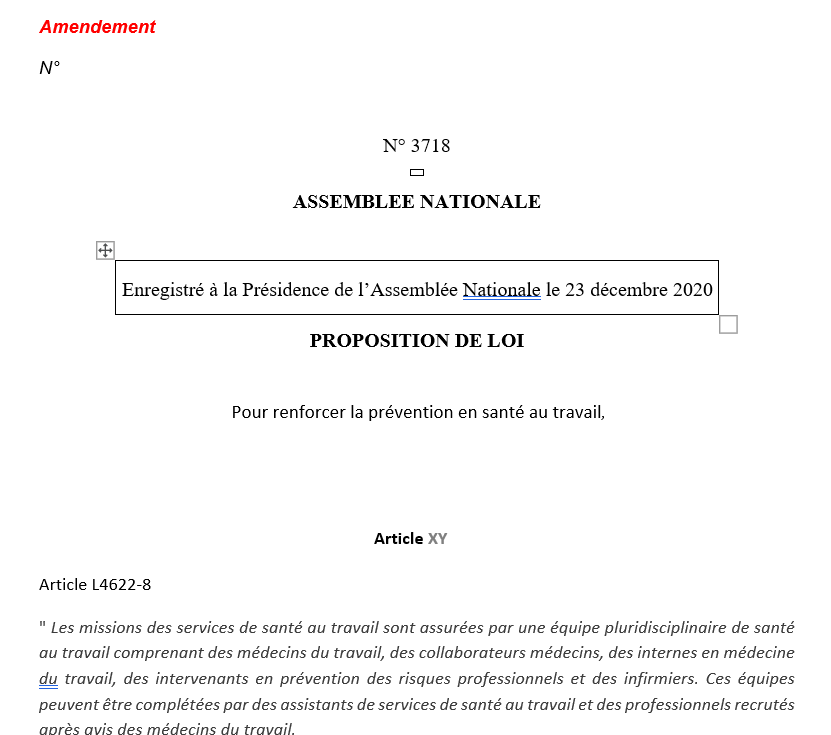 Amendement
N°
N° 3718
ASSEMBLEE NATIONALE
Enregistré à la Présidence de l’Assemblée Nationale le 23 décembre 2020
PROPOSITION DE LOI
Pour renforcer la prévention en santé au travail,
Article XY
Article L4622-8
" Les missions des services de santé au travail sont assurées par une équipe pluridisciplinaire de santé
au travail comprenant des médecins du travail, des collaborateurs médecins, des internes en médecine
du travail, des intervenants en prévention des risques professionnels et des infirmiers. Ces équipes
peuvent être complétées par des assistants de services de santé au travail et des professionnels recrutés
après avis des médecins du travail.